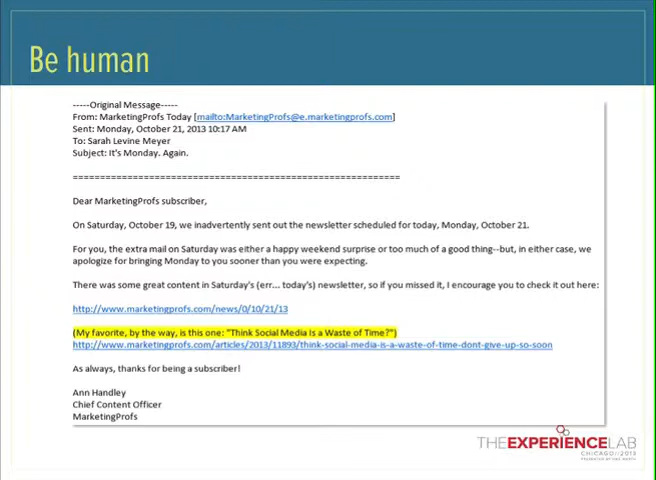 Be human
-----Original Message-----
From: MarketingProfs Today [mailto:MarketingProfs@e.marketingprofs.com]
Sent: Monday, October 21, 2013 10:17 AM
To: Sarah Levine Meyer
Subject: It's Monday. Again.
================================================================
Dear MarketingProfs subscriber,
On Saturday, October 19, we inadvertently sent out the newsletter scheduled for today, Monday, October 21.
For you, the extra mail on Saturday was either a happy weekend surprise or too much of a good thing--but, in either case, we
apologize for bringing Monday to you sooner than you were expecting.
There was some great content in Saturday's (err... today's) newsletter, so if you missed it, I encourage you to check it out here:
http://www.marketingprofs.com/news/0/10/21/13
(My favorite, by the way, is this one: "Think Social Media Is a Waste of Time?")
http://www.marketingprofs.com/articles/2013/11893/think-social-media-is-a-waste-of-time-dont-give-up-so-soon
As always, thanks for being a subscriber!
Ann Handley
Chief Content Officer
MarketingProfs
THEEXPERIENCELAB
CHICAGO//2013